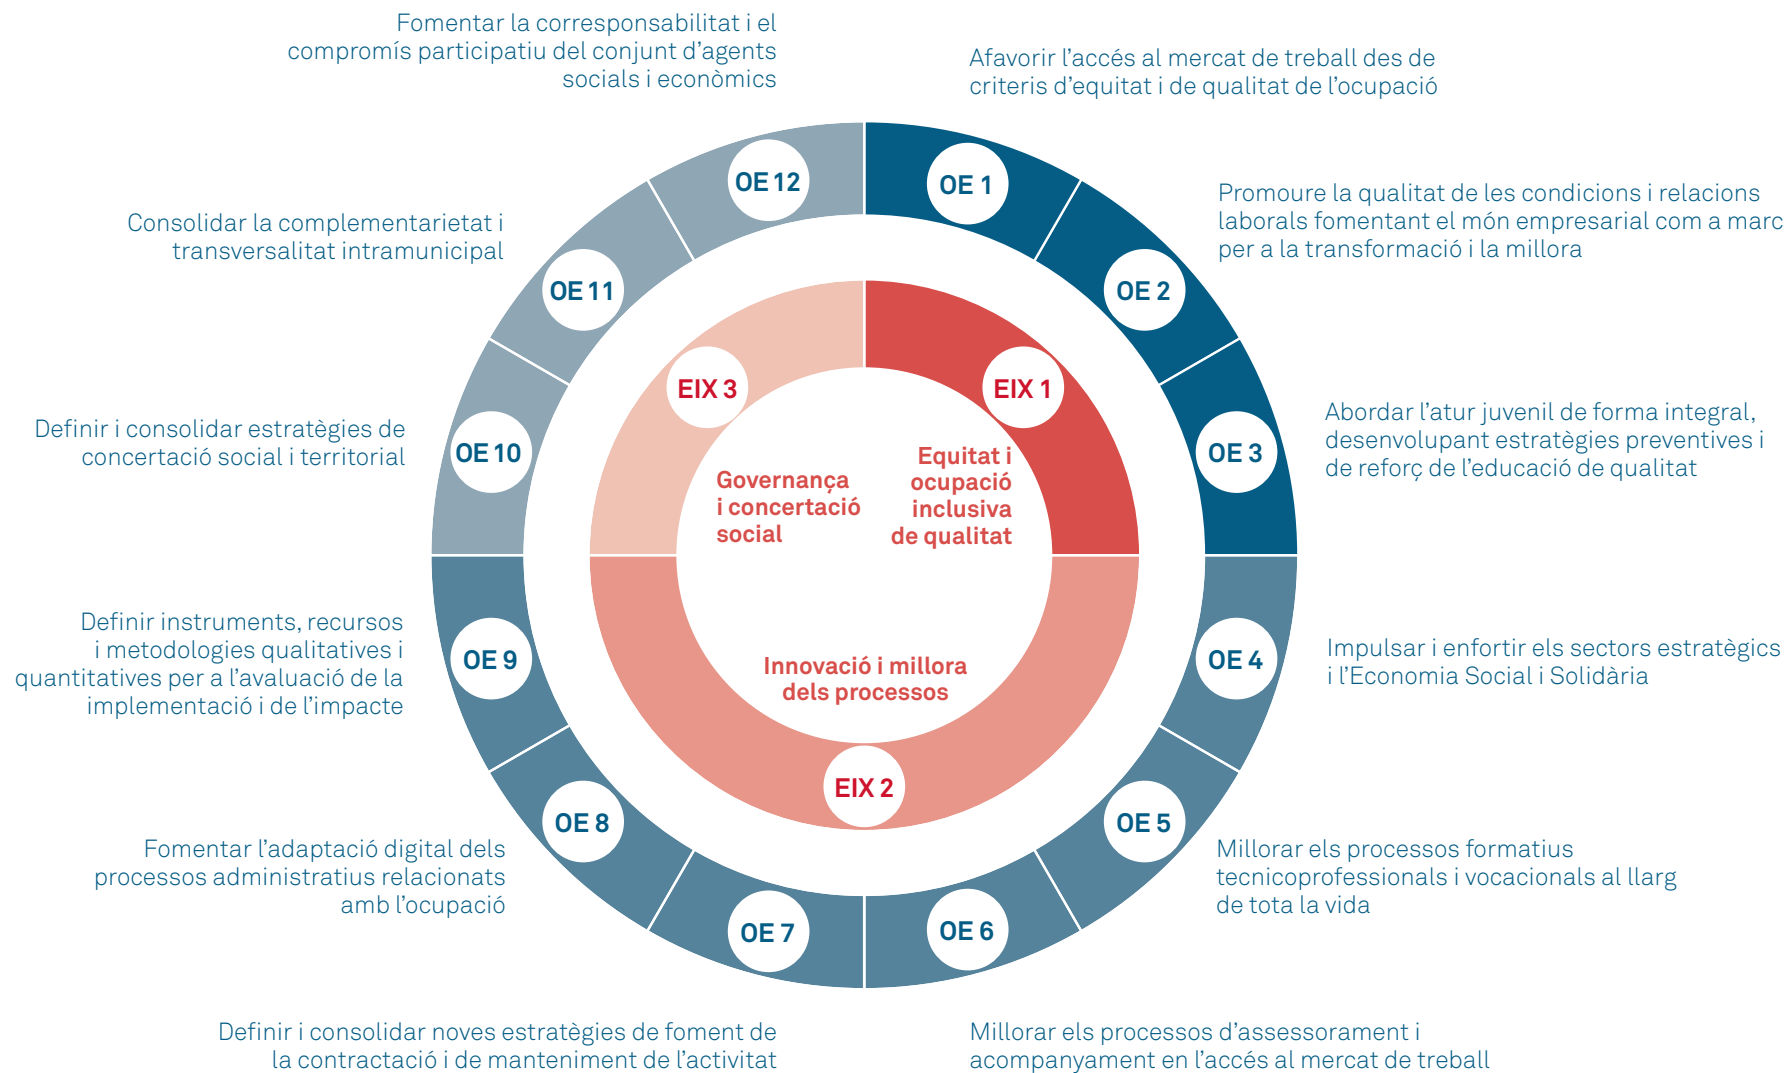 Fomentar la corresponsabilitat i el
compromís participatiu del conjunt d’agents
socials i econòmics
Afavorir l’accés al mercat de treball des de
criteris d’equitat i de qualitat de l’ocupació
OE 12
OE 1
Promoure la qualitat de les condicions i relacions
laborals fomentant el món empresarial com a marc
per a la transformació i la millora
Consolidar la complementarietat i
transversalitat intramunicipal
OE 11
OE 2
EIX 3
EIX 1
Abordar l’atur juvenil de forma integral,
desenvolupant estratègies preventives i
de reforç de l’educació de qualitat
Definir i consolidar estratègies de
concertació social i territorial
OE 10
OE 3
Governança
i concertació
social
Equitat i
ocupació
inclusiva
de qualitat
Definir instruments, recursos
i metodologies qualitatives i
quantitatives per a l’avaluació de la
implementació i de l’impacte
OE 9
OE 4
Impulsar i enfortir els sectors estratègics
i l’Economia Social i Solidària
Innovació i millora
dels processos
EIX 2
OE 8
OE 5
Fomentar l’adaptació digital dels
processos administratius relacionats
amb l’ocupació
Millorar els processos formatius
tecnicoprofessionals i vocacionals al llarg
de tota la vida
OE 7
OE 6
Definir i consolidar noves estratègies de foment de
la contractació i de manteniment de l’activitat
Millorar els processos d’assessorament i
acompanyament en l’accés al mercat de treball